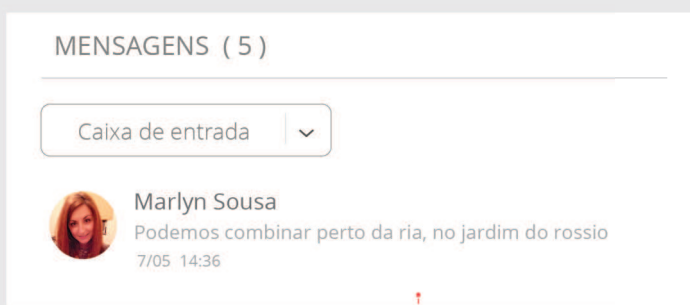 MENSAGENS ( 5 )
Caixa de entrada
Marlyn Sousa
Podemos combinar perto da ria, no jardim do rossio
7/05 14:36